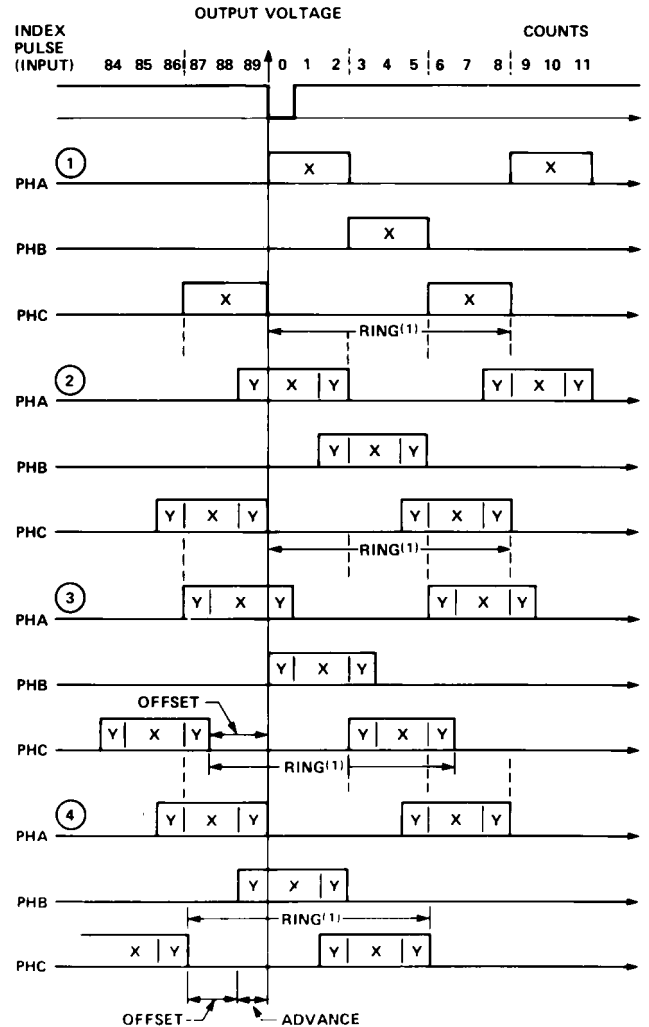 OUTPUT VOLTAGE
INDEX PULSE (INPUT)
COUNTS
84 85 86 87 88 89 0 1 2 3 4 5 6 7 8 9 10 11
1
PHA X X
PHB X
PHC X X
RING(1)
2
PHA Y X Y Y X Y
PHB Y X Y
PHC Y X Y Y X Y
RING(1)
3
PHA Y X Y Y X Y
PHB Y X Y
OFFSET
PHC Y X Y Y X Y
RING(1)
4
PHA Y X Y Y X Y
PHB Y X Y
RING(1)
PHC X Y Y X Y
OFFSET ADVANCE